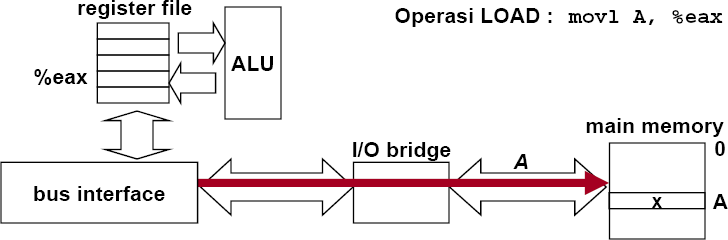 register file
Operasi LOAD : movl A, %eax
%eax
ALU
main memory
I/O bridge
A
0
bus interface
x
A